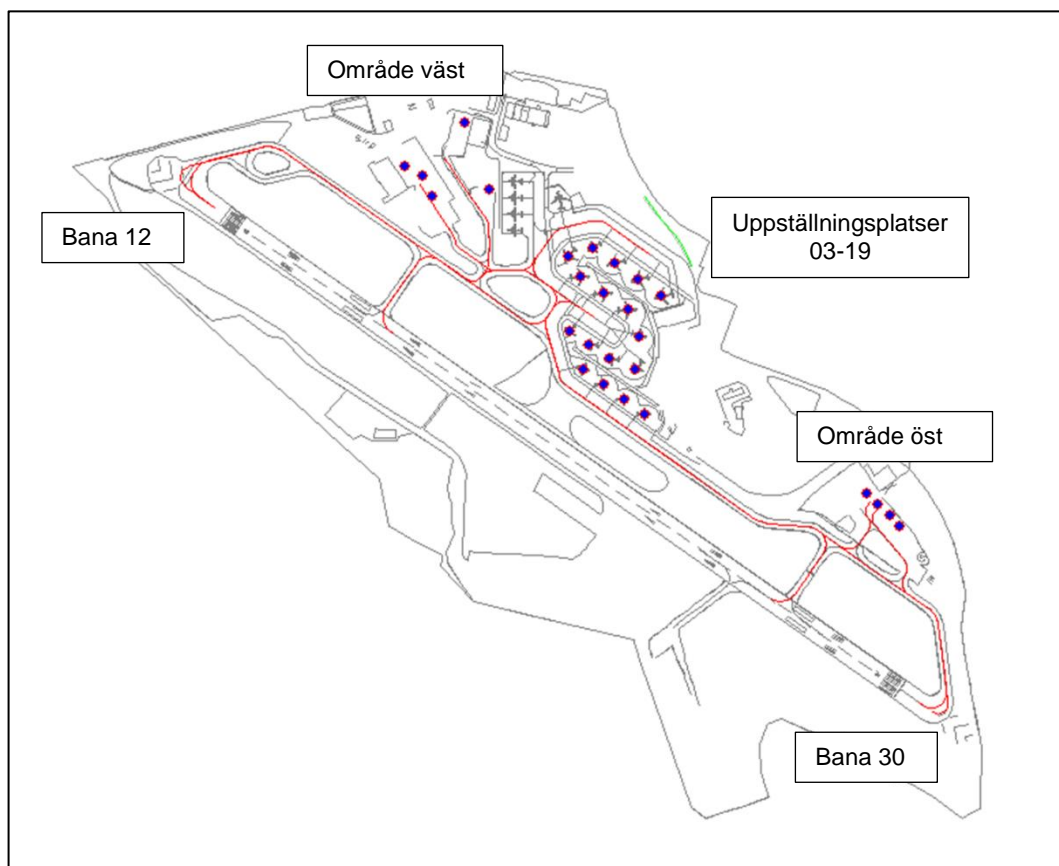 Område väst
Bana 12
Uppställningsplatser
03-19
Område öst
Bana 30